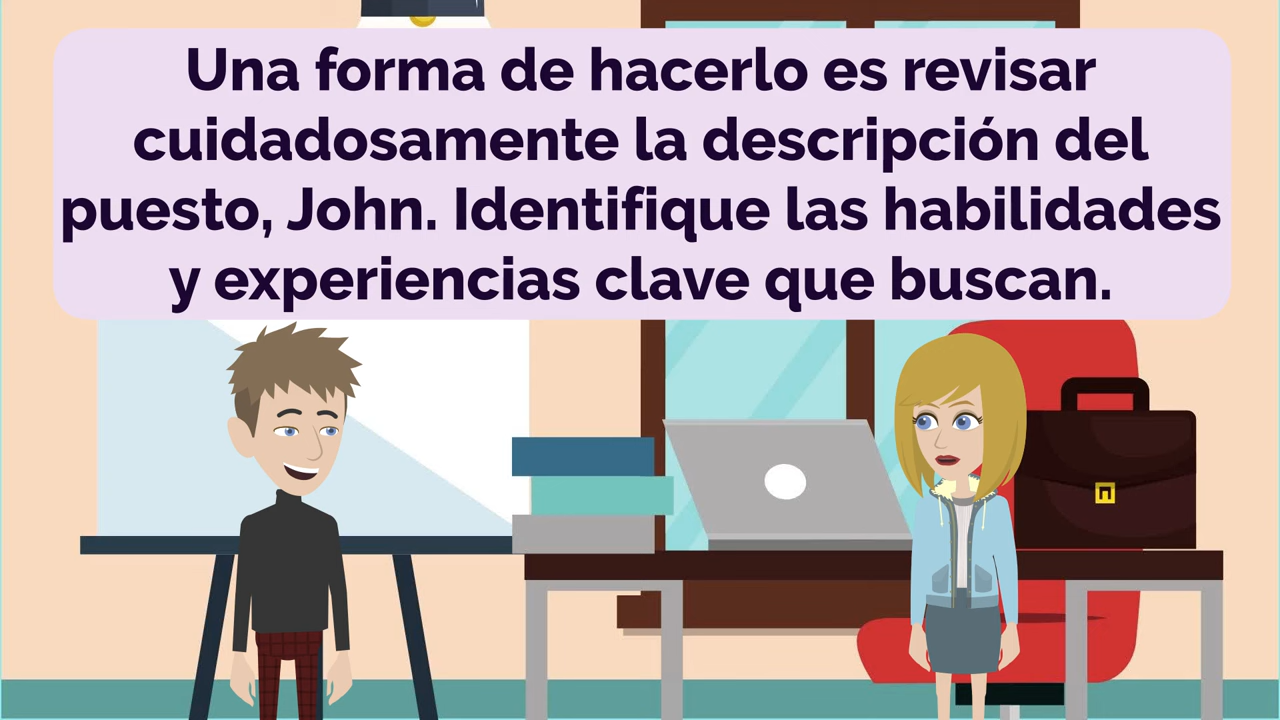 Una forma de hacerlo es revisar
cuidadosamente la descripción del
puesto, John. Identifique las habilidades
y experiencias clave que buscan.